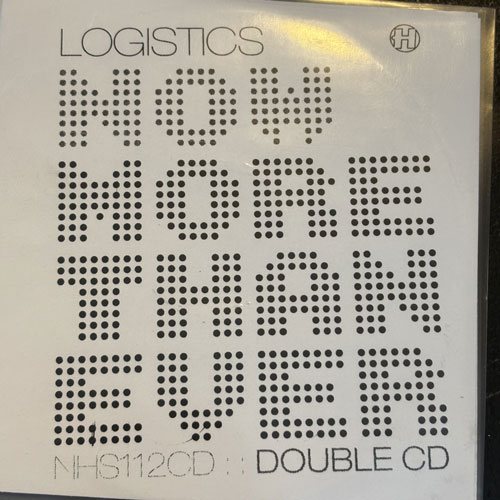 LOGISTICS
NOW
MORE
THAN
EVER
NHS112CD :: DOUBLE CD